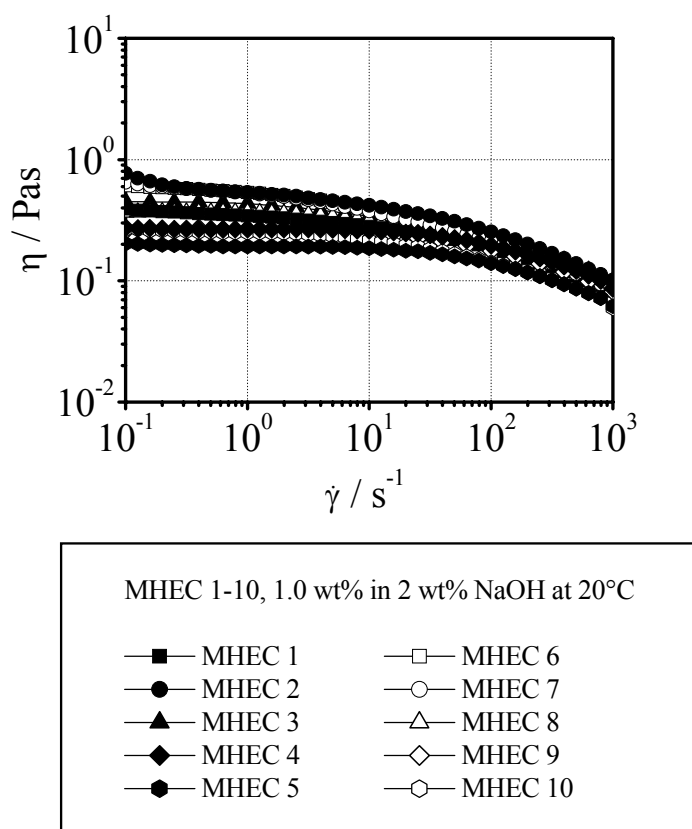 10^1
10^0
10^-1
10^-2
η / Pas
10^-1 10^0 10^1 10^2 10^3
γ̇ / s^-1
MHEC 1-10, 1.0 wt% in 2 wt% NaOH at 20°C
MHEC 1
MHEC 2
MHEC 3
MHEC 4
MHEC 5
MHEC 6
MHEC 7
MHEC 8
MHEC 9
MHEC 10